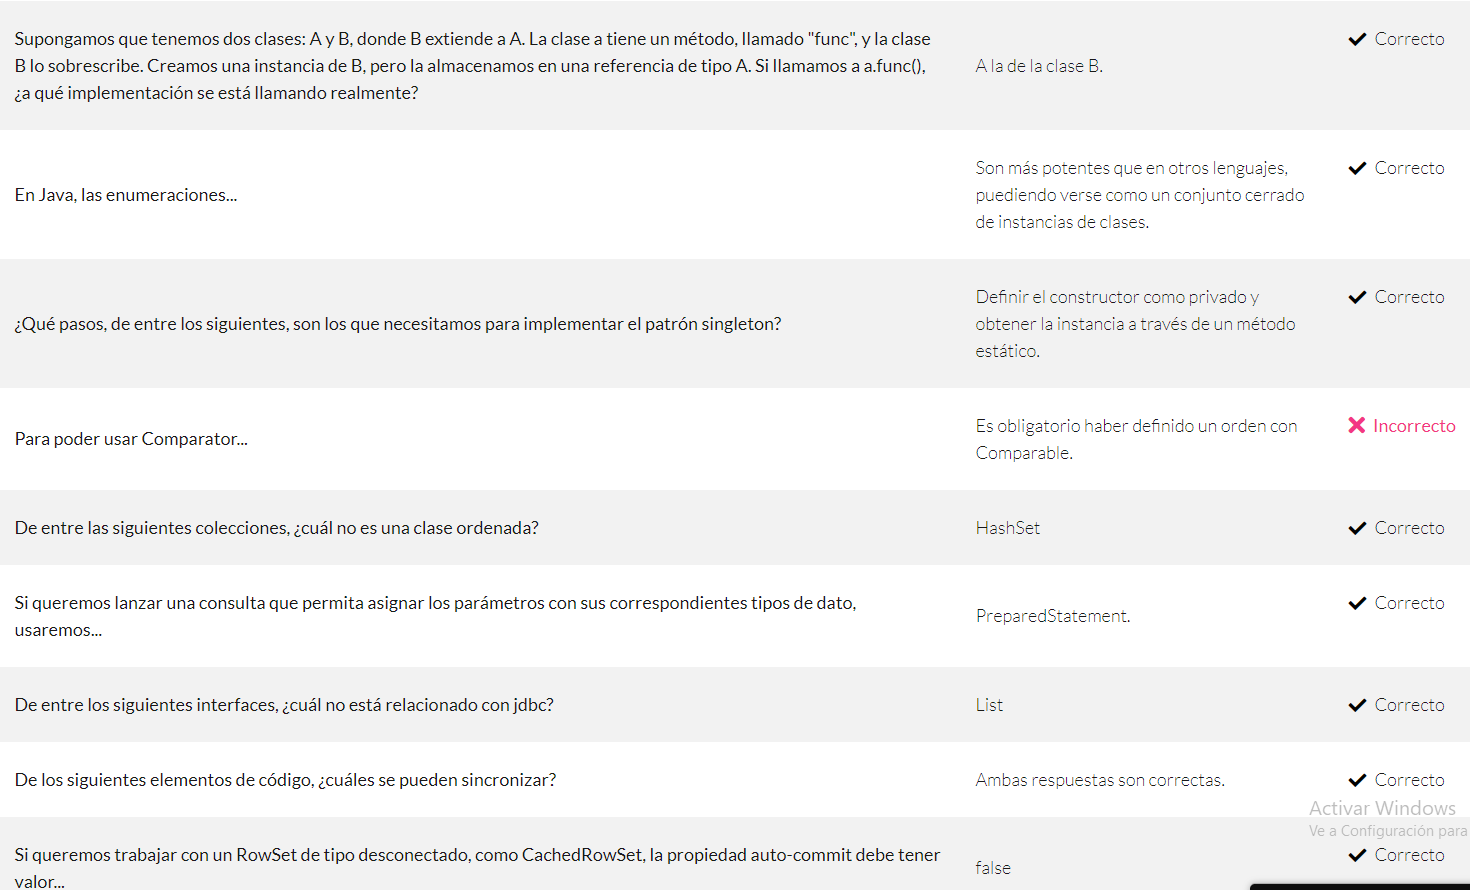 Supongamos que tenemos dos clases: A y B, donde B extiende a A. La clase a tiene un método, llamado "func", y la clase
B lo sobrescribe. Creamos una instancia de B, pero la almacenamos en una referencia de tipo A. Si llamamos a a.func(),
¿a qué implementación se está llamando realmente?
A la de la clase B.
Correcto
En Java, las enumeraciones...
Son más potentes que en otros lenguajes,
puediendo verse como un conjunto cerrado
de instancias de clases.
Correcto
¿Qué pasos, de entre los siguientes, son los que necesitamos para implementar el patrón singleton?
Definir el constructor como privado y
obtener la instancia a través de un método
estático.
Correcto
Para poder usar Comparator...
Es obligatorio haber definido un orden con
Comparable.
Incorrecto
De entre las siguientes colecciones, ¿cuál no es una clase ordenada?
HashSet
Correcto
Si queremos lanzar una consulta que permita asignar los parámetros con sus correspondientes tipos de dato,
usaremos...
PreparedStatement.
Correcto
De entre los siguientes interfaces, ¿cuál no está relacionado con jdbc?
List
Correcto
De los siguientes elementos de código, ¿cuáles se pueden sincronizar?
Ambas respuestas son correctas.
Correcto
Activar Windows
Ve a Configuración para
Si queremos trabajar con un RowSet de tipo desconectado, como CachedRowSet, la propiedad auto-commit debe tener
valor...
false
Correcto